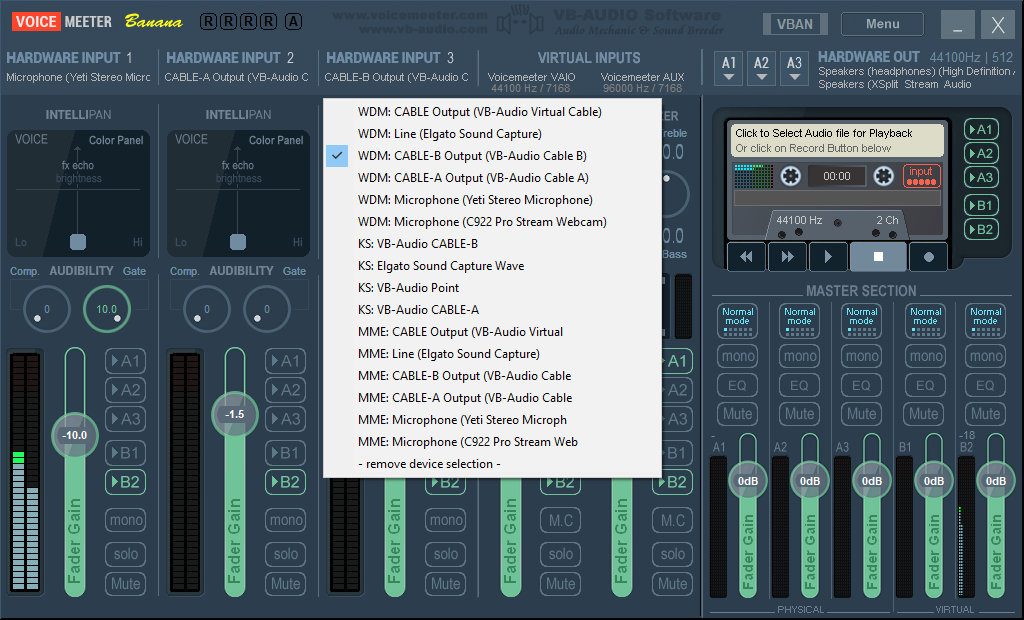 VOICE MEETER Banana R R R R A www.voicemeeter.com VB-AUDIO Software VBAN Menu _ X
www.vb-audio.com Audio Mechanic & Sound Breeder
HARDWARE INPUT 1 HARDWARE INPUT 2 HARDWARE INPUT 3 VIRTUAL INPUTS A1 A2 A3 HARDWARE OUT 44100Hz | 512
Microphone (Yeti Stereo Micrc CABLE-A Output (VB-Audio C CABLE-B Output (VB-Audio C Voicemeeter VAIO Voicemeeter AUX Speakers (headphones) (High Definition
44100 Hz / 7168 96000 Hz / 7168 Speakers (XSplit Stream Audio
INTELLIPAN INTELLIPAN
VOICE Color Panel VOICE Color Panel
fx echo fx echo
brightness brightness
Lo Hi Lo Hi
Comp. AUDIBILITY Gate Comp. AUDIBILITY Gate
0 10.0 0 0
WDM: CABLE Output (VB-Audio Virtual Cable)
WDM: Line (Elgato Sound Capture)
WDM: CABLE-B Output (VB-Audio Cable B)
WDM: CABLE-A Output (VB-Audio Cable A)
WDM: Microphone (Yeti Stereo Microphone)
WDM: Microphone (C922 Pro Stream Webcam)
KS: VB-Audio CABLE-B
KS: Elgato Sound Capture Wave
KS: VB-Audio Point
KS: VB-Audio CABLE-A
MME: CABLE Output (VB-Audio Virtual
MME: Line (Elgato Sound Capture)
MME: CABLE-B Output (VB-Audio Cable
MME: CABLE-A Output (VB-Audio Cable
MME: Microphone (Yeti Stereo Microph
MME: Microphone (C922 Pro Stream Web
- remove device selection -
Click to Select Audio file for Playback
Or click on Record Button below
00:00 input
44100 Hz 2 Ch
A1
A2
A3
B1
B2
A1 A1 A1
A2 A2 A2
A3 A3 A3
B1 B1 B1
B2 B2 B2 B2 B2
-10.0 -1.5
mono mono mono M.C M.C
solo solo solo solo solo
Mute Mute Mute Mute Mute
Fader Gain Fader Gain Fader Gain Fader Gain Fader Gain
MASTER SECTION
Normal mode Normal mode Normal mode Normal mode Normal mode
mono mono mono mono mono
EQ EQ EQ EQ EQ
Mute Mute Mute Mute Mute
- -18
A1 A2 A3 B1 B2
0dB 0dB 0dB 0dB 0dB
Fader Gain Fader Gain Fader Gain Fader Gain Fader Gain
PHYSICAL VIRTUAL